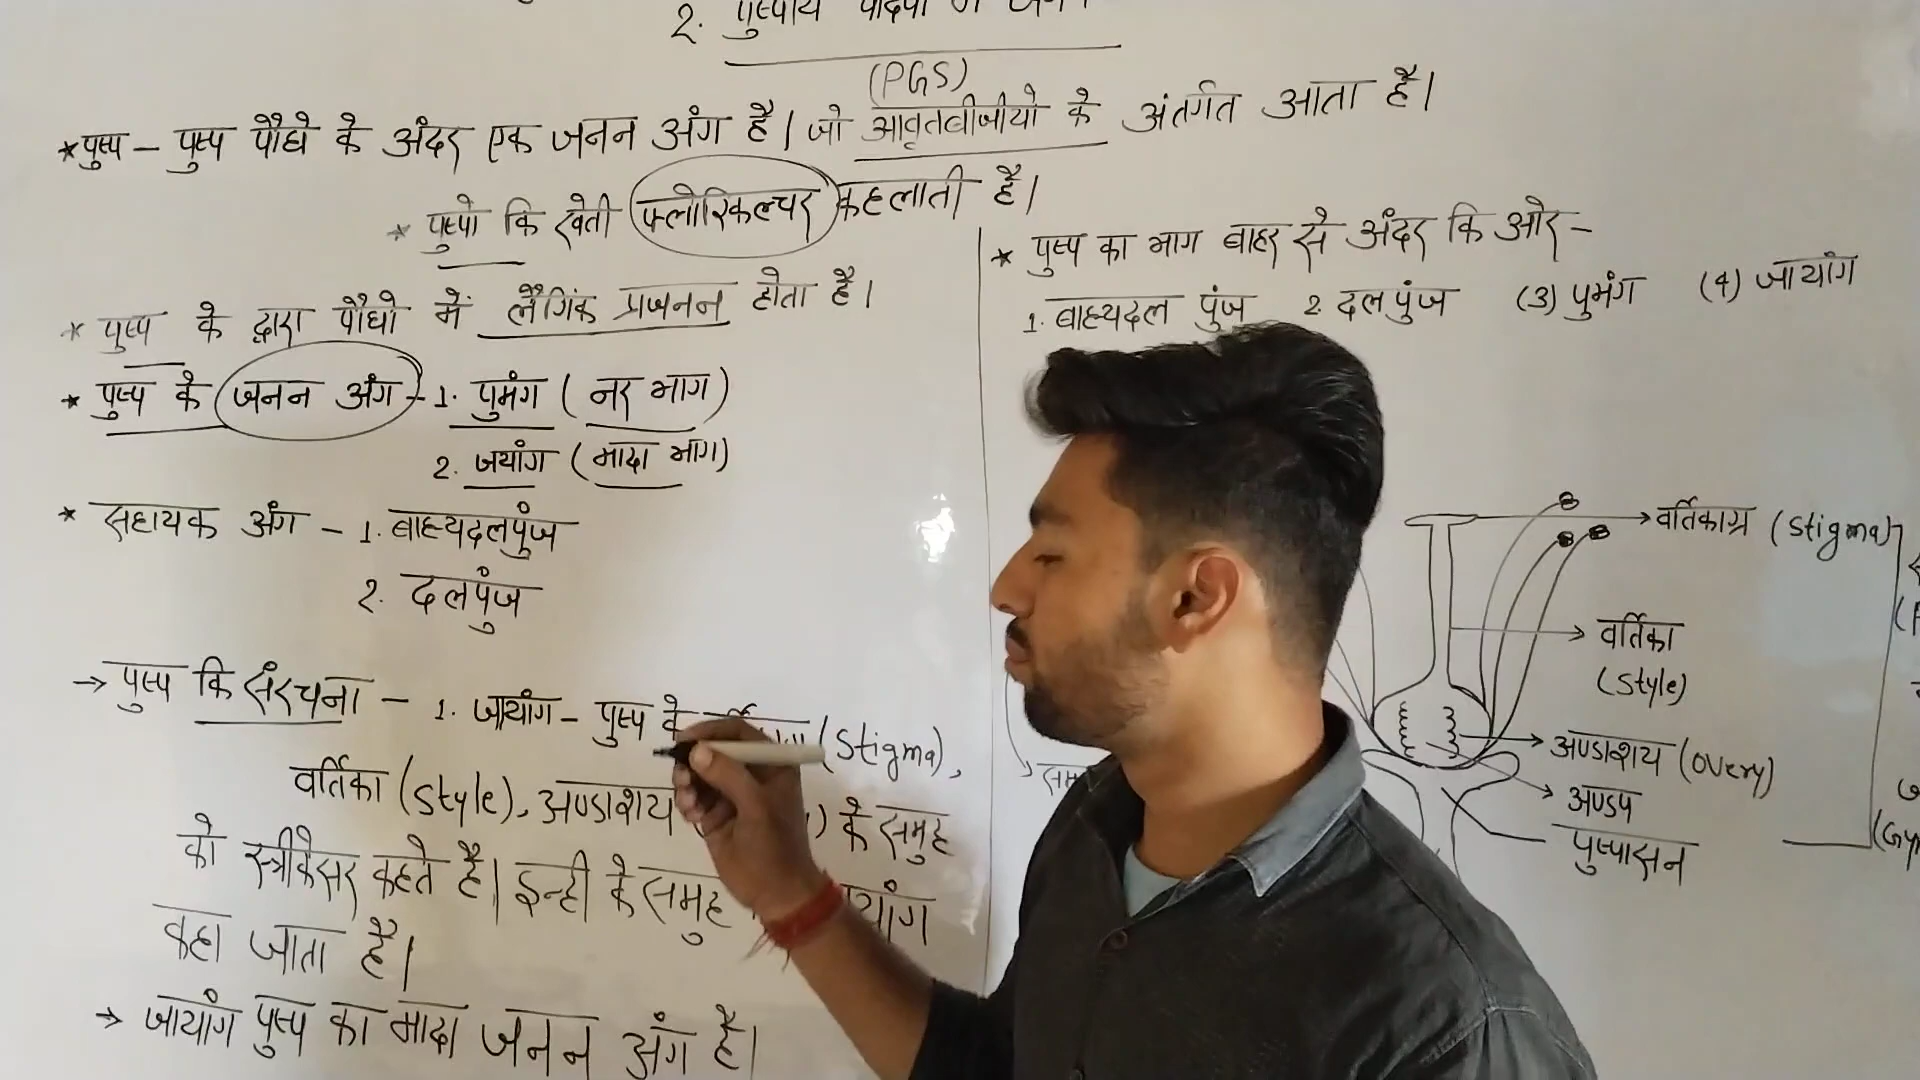 2. पुष्पीय
(PGS)
*पुष्प - पुष्प पौधे के अंदर एक जनन अंग है। जो आवृतबीजीयो के अंतर्गत आता है।
* पुष्पो कि खेती फ्लोरिकल्चर कहलाती है।
* पुष्प के द्वारा पौधो में लैंगिक प्रजनन होता है।
* पुष्प के जनन अंग - 1. पुमंग (नर भाग)
2. जयांग (मादा भाग)
* सहायक अंग - 1. बाह्यदलपुंज
2. दलपुंज
→ पुष्प कि संरचना - 1. जायांग - पुष्प के (Stigma),
वर्तिका (Style), अण्डाशय ) के समुह
को स्त्रीकेसर कहते है। इन्ही के समुह
कहा जाता है।
→ जायांग पुष्प का मादा जनन अंग है।
* पुष्प का भाग बाहर से अंदर कि ओर -
1. बाह्यदल पुंज 2. दलपुंज (3) पुमंग (4) जायांग
वर्तिकाग्र (Stigma)
वर्तिका
(Style)
अण्डाशय (Overy)
अण्डप
पुष्पासन